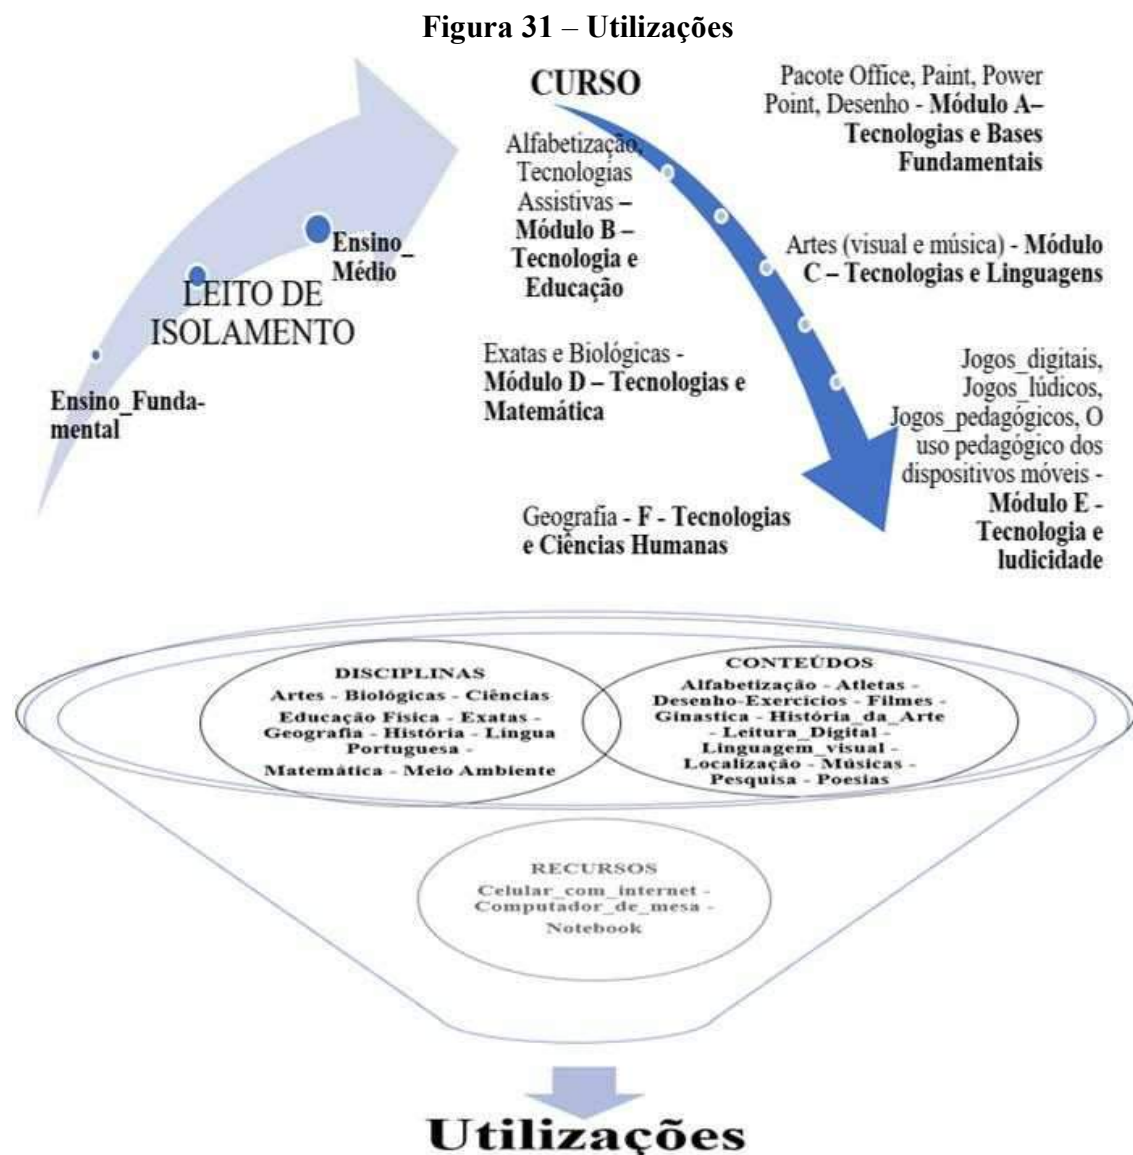 Figura 31 – Utilizações
LEITO DE
ISOLAMENTO
Ensino_Funda-
mental
Ensino_
Médio
CURSO
Pacote Office, Paint, Power
Point, Desenho - Módulo A–
Tecnologias e Bases
Fundamentais
Alfabetização,
Tecnologias
Assistivas –
Módulo B –
Tecnologia e
Educação
Artes (visual e música) - Módulo
C – Tecnologias e Linguagens
Exatas e Biológicas -
Módulo D – Tecnologias e
Matemática
Jogos_digitais,
Jogos_lúdicos,
Jogos_pedagógicos, O
uso pedagógico dos
dispositivos móveis -
Módulo E -
Tecnologia e
ludicidade
Geografia - F - Tecnologias
e Ciências Humanas
DISCIPLINAS
Artes - Biológicas - Ciências
Educação Física - Exatas -
Geografia - História - Língua
Portuguesa -
Matemática - Meio Ambiente
CONTEÚDOS
Alfabetização - Atletas -
Desenho-Exercícios - Filmes -
Ginastica - História_da_Arte
- Leitura_Digital -
Linguagem_visual -
Localização - Músicas -
Pesquisa - Poesias
RECURSOS
Celular_com_internet -
Computador_de_mesa -
Notebook
Utilizações